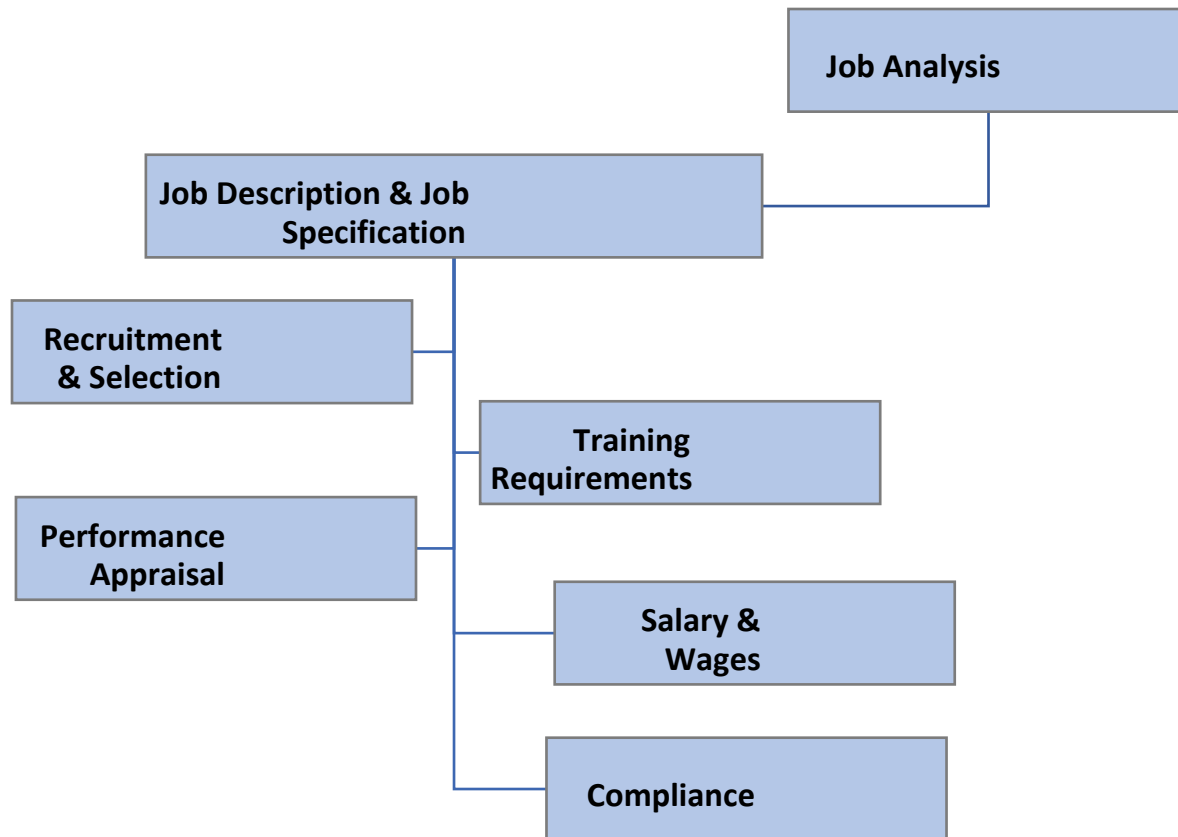 Job Analysis
Job Description & Job
Specification
Recruitment
& Selection
Training
Requirements
Performance
Appraisal
Salary &
Wages
Compliance